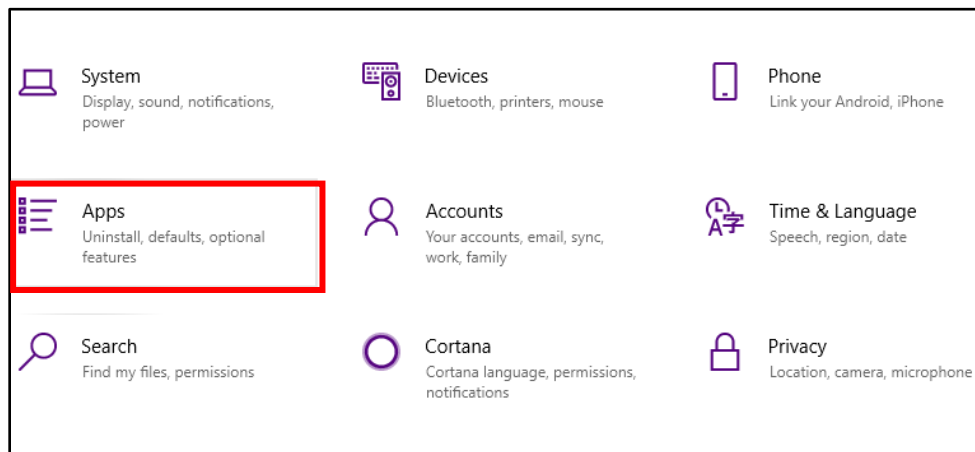 System
Display, sound, notifications,
power
Devices
Bluetooth, printers, mouse
Phone
Link your Android, iPhone
Apps
Uninstall, defaults, optional
features
Accounts
Your accounts, email, sync,
work, family
Time & Language
Speech, region, date
Search
Find my files, permissions
Cortana
Cortana language, permissions,
notifications
Privacy
Location, camera, microphone